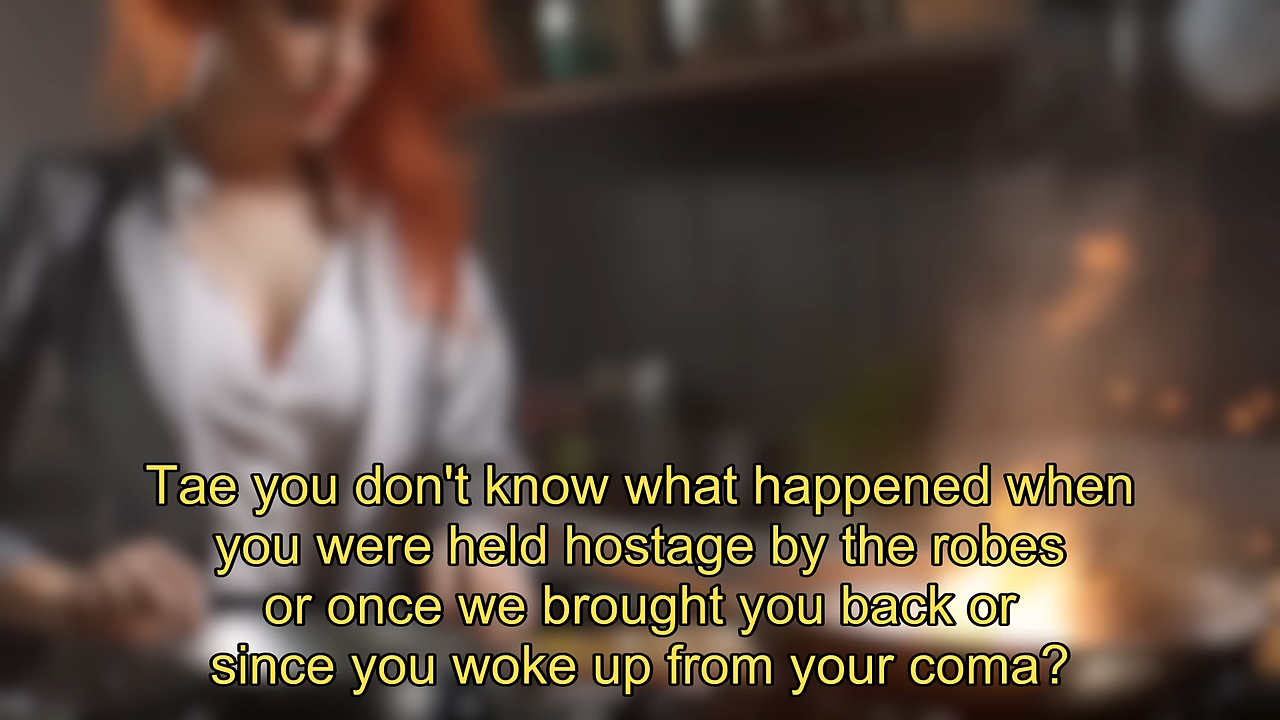 Tae you don't know what happened when
you were held hostage by the robes
or once we brought you back or
since you woke up from your coma?